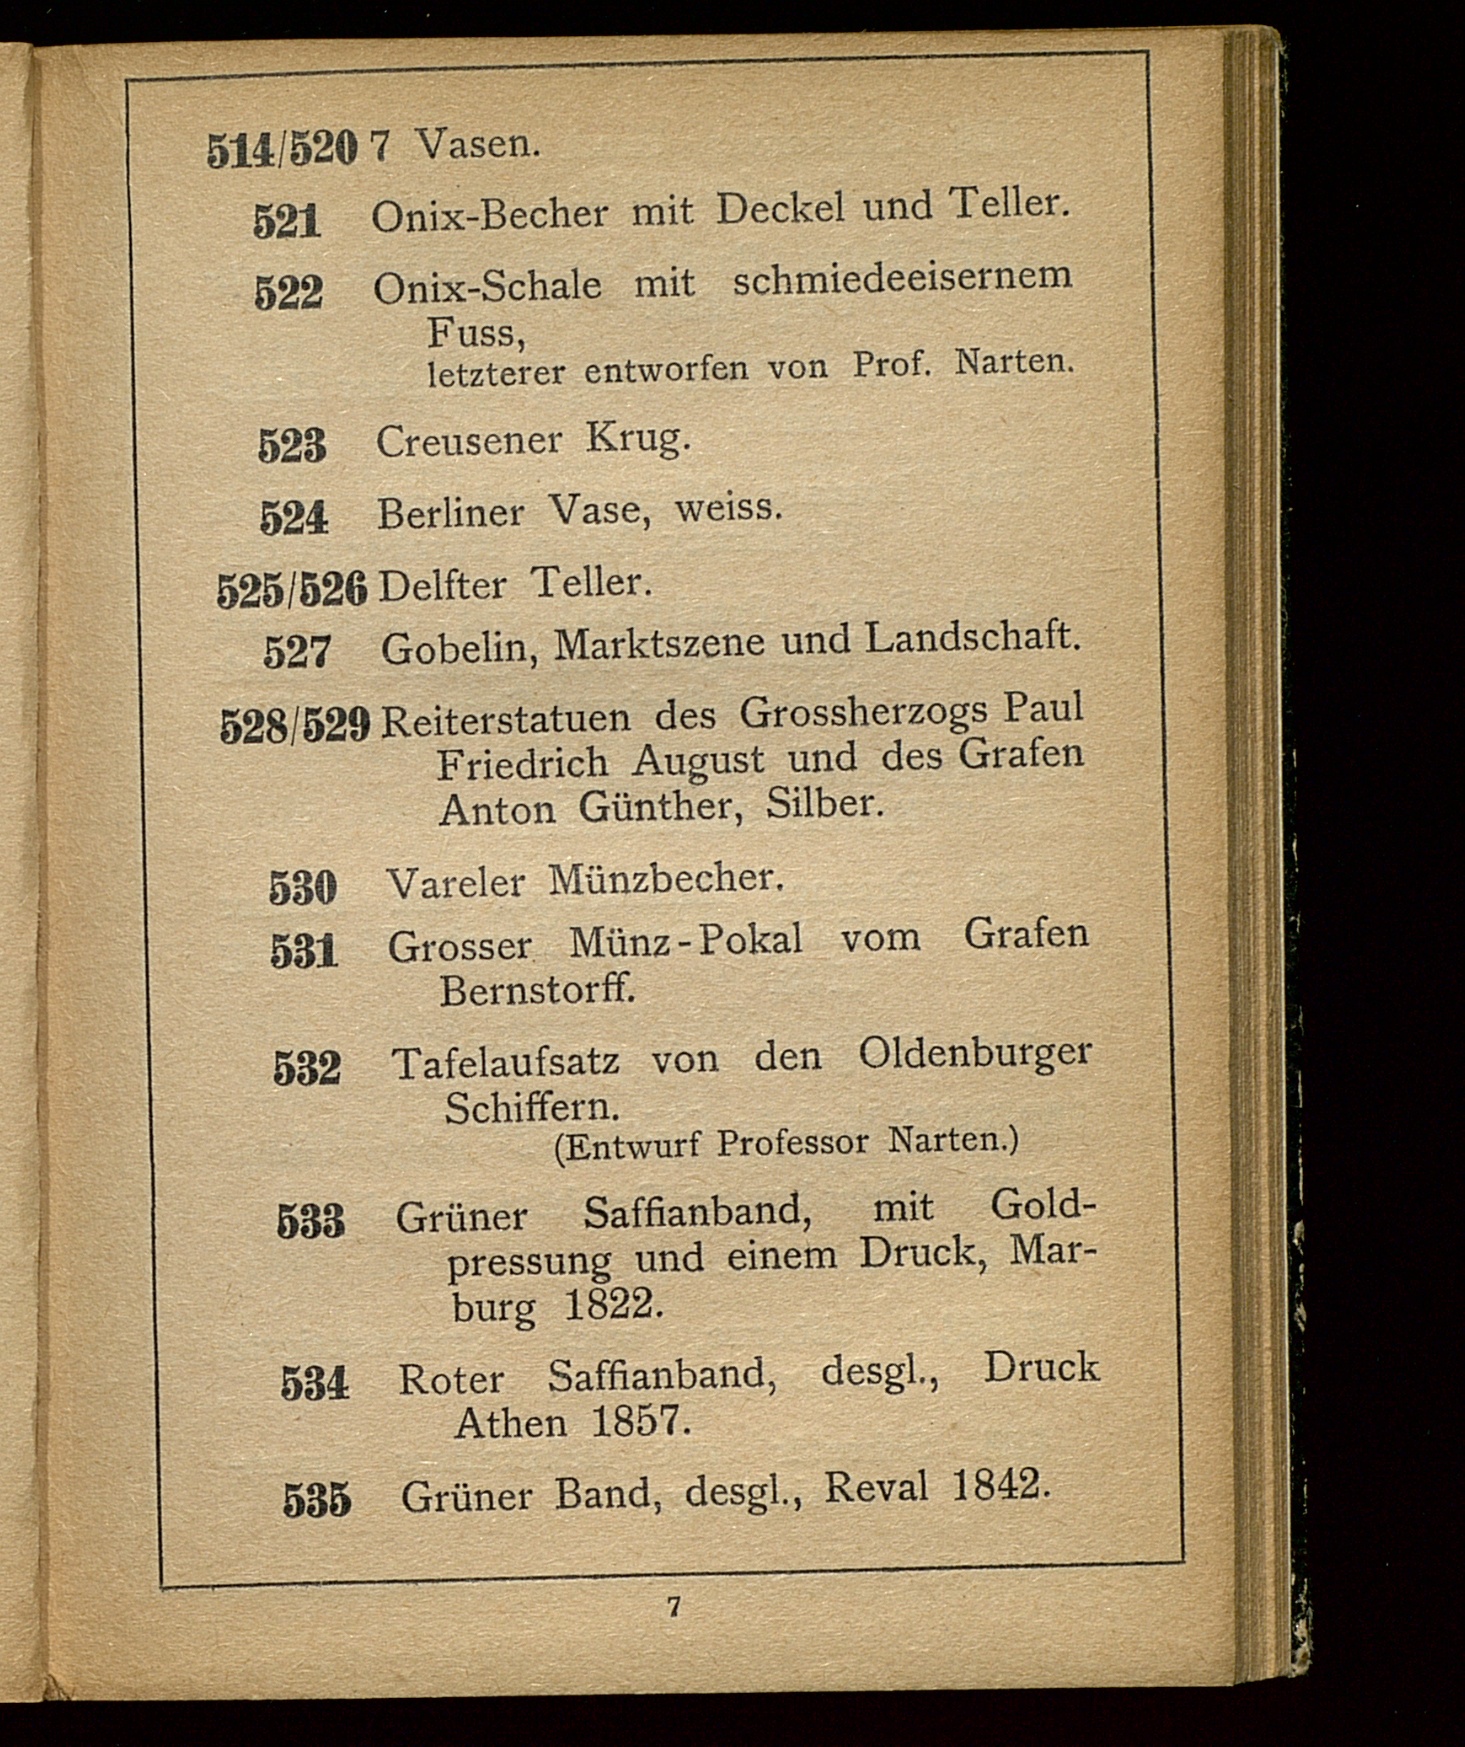 514/520 7 Vasen.
521 Onix-Becher mit Deckel und Teller.
522 Onix-Schale mit schmiedeeisernem
Fuss,
letzterer entworfen von Prof. Narten.
523 Creusener Krug.
524 Berliner Vase, weiss.
525/526 Delfter Teller.
527 Gobelin, Marktszene und Landschaft.
528/529 Reiterstatuen des Grossherzogs Paul
Friedrich August und des Grafen
Anton Günther, Silber.
530 Vareler Münzbecher.
531 Grosser Münz-Pokal vom Grafen
Bernstorff.
532 Tafelaufsatz von den Oldenburger
Schiffern.
(Entwurf Professor Narten.)
533 Grüner Saffianband, mit Gold-
pressung und einem Druck, Mar-
burg 1822.
534 Roter Saffianband, desgl., Druck
Athen 1857.
535 Grüner Band, desgl., Reval 1842.
7